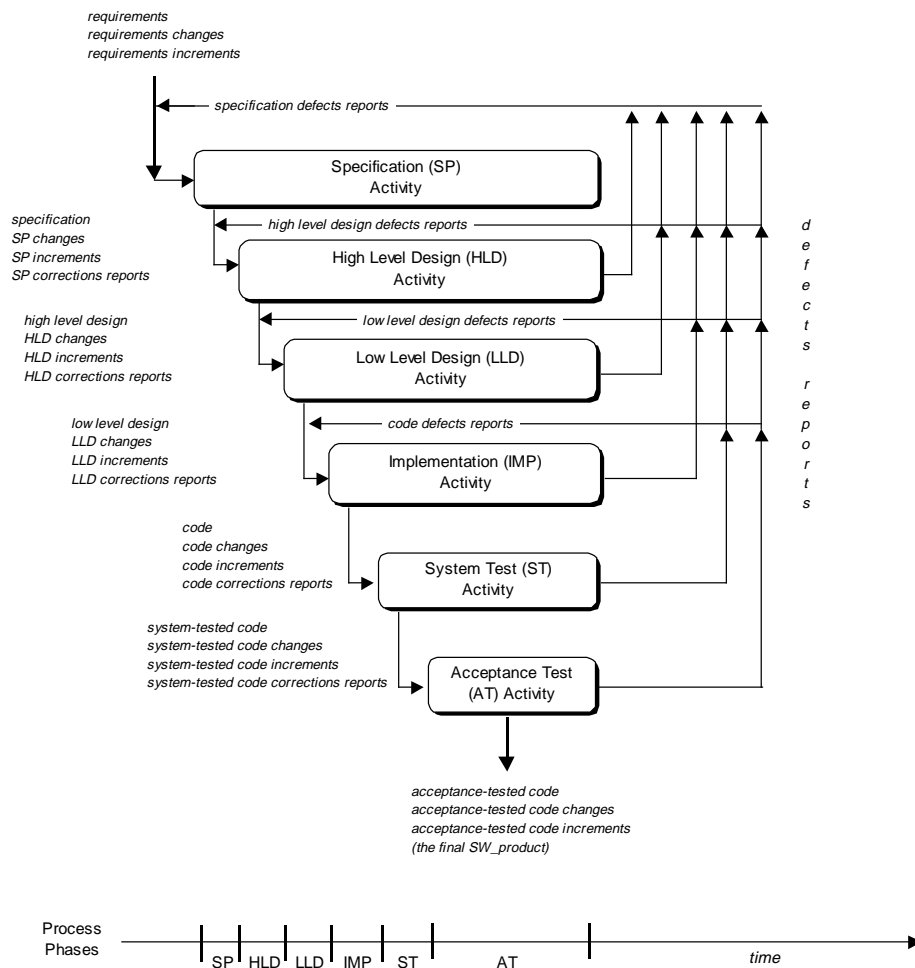 requirements
requirements changes
requirements increments
specification defects reports
Specification (SP)
Activity
specification
SP changes
SP increments
SP corrections reports
high level design defects reports
High Level Design (HLD)
Activity
high level design
HLD changes
HLD increments
HLD corrections reports
low level design defects reports
Low Level Design (LLD)
Activity
low level design
LLD changes
LLD increments
LLD corrections reports
code defects reports
Implementation (IMP)
Activity
defects reports
code
code changes
code increments
code corrections reports
System Test (ST)
Activity
system-tested code
system-tested code changes
system-tested code increments
system-tested code corrections reports
Acceptance Test
(AT) Activity
acceptance-tested code
acceptance-tested code changes
acceptance-tested code increments
(the final SW_product)
Process
Phases
SP HLD LLD IMP ST AT time